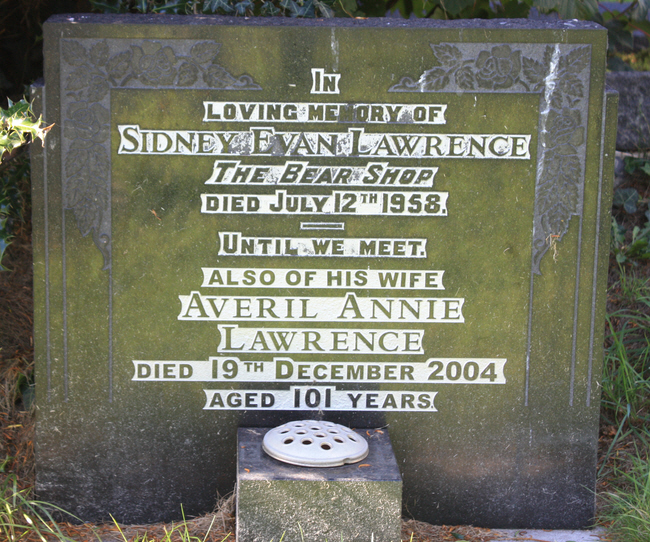 IN
LOVING MEMORY OF
SIDNEY EVAN LAWRENCE
THE BEAR SHOP
DIED JULY 12TH 1958.
UNTIL WE MEET.
ALSO OF HIS WIFE
AVERIL ANNIE
LAWRENCE
DIED 19TH DECEMBER 2004
AGED 101 YEARS.